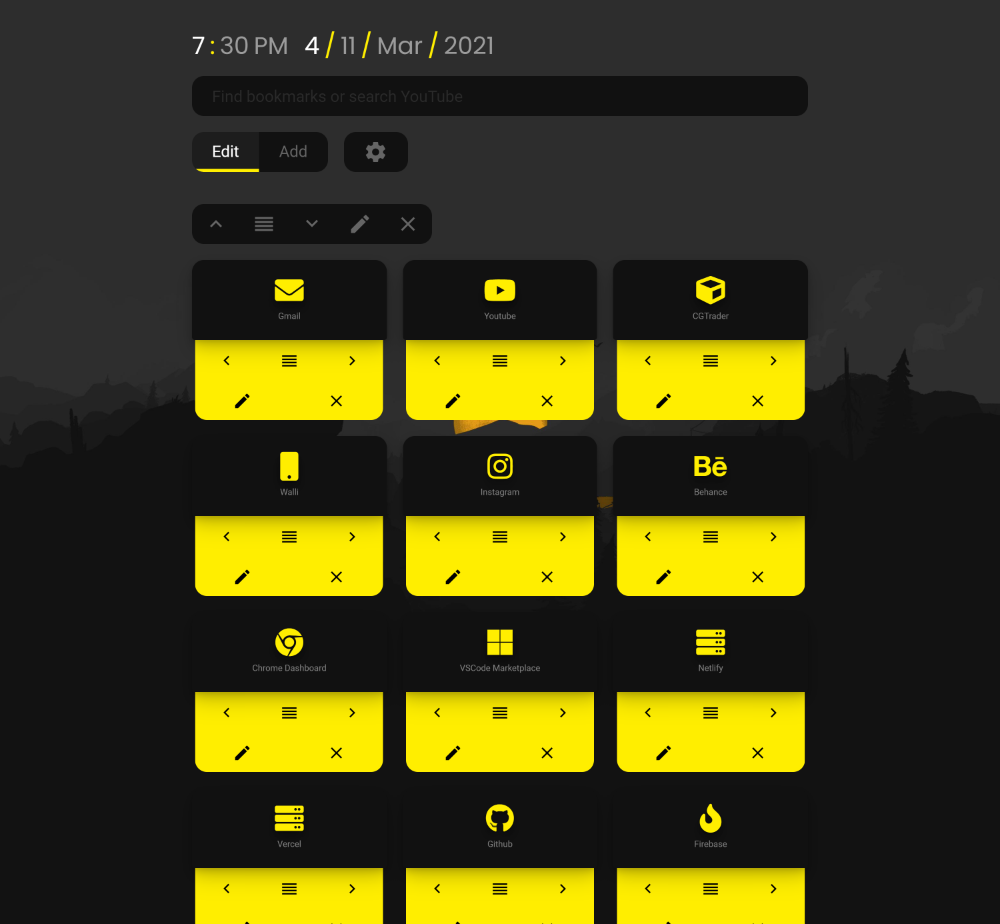 7 : 30 PM 4 / 11 / Mar / 2021
Find bookmarks or search YouTube
Edit Add
Gmail Youtube CGTrader
Walli Instagram Bē Behance
Chrome Dashboard VSCode Marketplace Netlify
Vercel Github Firebase